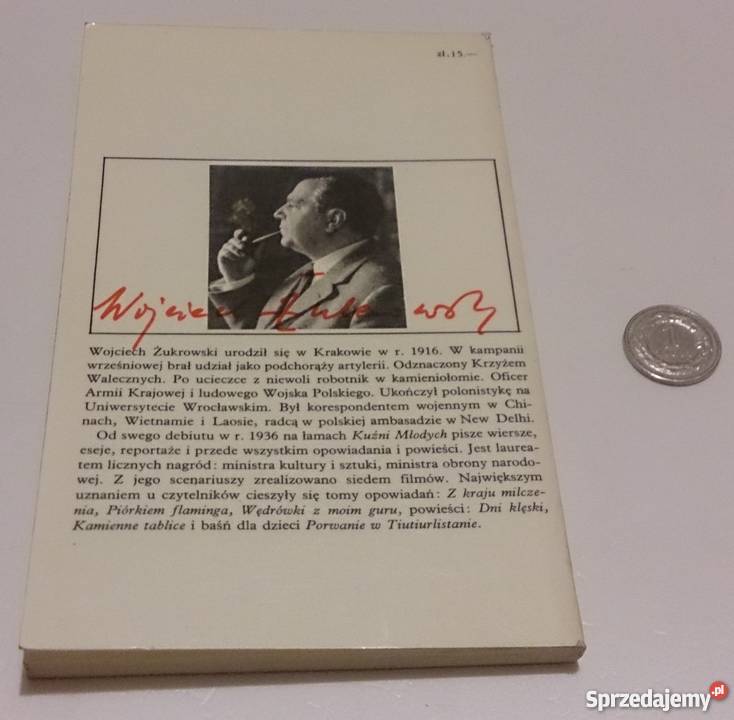 zł.15.—
Wojciech Żukrowski
Wojciech Żukrowski urodził się w Krakowie w r. 1916. W kampanii
wrześniowej brał udział jako podchorąży artylerii. Odznaczony Krzyżem
Walecznych. Po ucieczce z niewoli robotnik w kamieniołomie. Oficer
Armii Krajowej i ludowego Wojska Polskiego. Ukończył polonistykę na
Uniwersytecie Wrocławskim. Był korespondentem wojennym w Chi-
nach, Wietnamie i Laosie, radcą w polskiej ambasadzie w New Delhi.
Od swego debiutu w r. 1936 na łamach Kuźni Młodych pisze wiersze,
eseje, reportaże i przede wszystkim opowiadania i powieści. Jest laurea-
tem licznych nagród: ministra kultury i sztuki, ministra obrony narodo-
wej. Z jego scenariuszy zrealizowano siedem filmów. Największym
uznaniem u czytelników cieszyły się tomy opowiadań: Z kraju milcze-
nia, Piórkiem flaminga, Wędrówki z moim guru, powieści: Dni klęski,
Kamienne tablice i baśń dla dzieci Porwanie w Tiutiurlistanie.
1
Sprzedajemy.pl